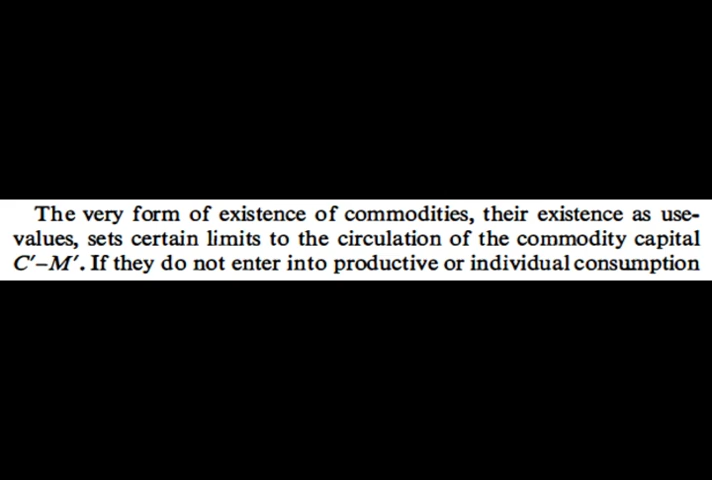 The very form of existence of commodities, their existence as use-
values, sets certain limits to the circulation of the commodity capital
C′–M′. If they do not enter into productive or individual consumption